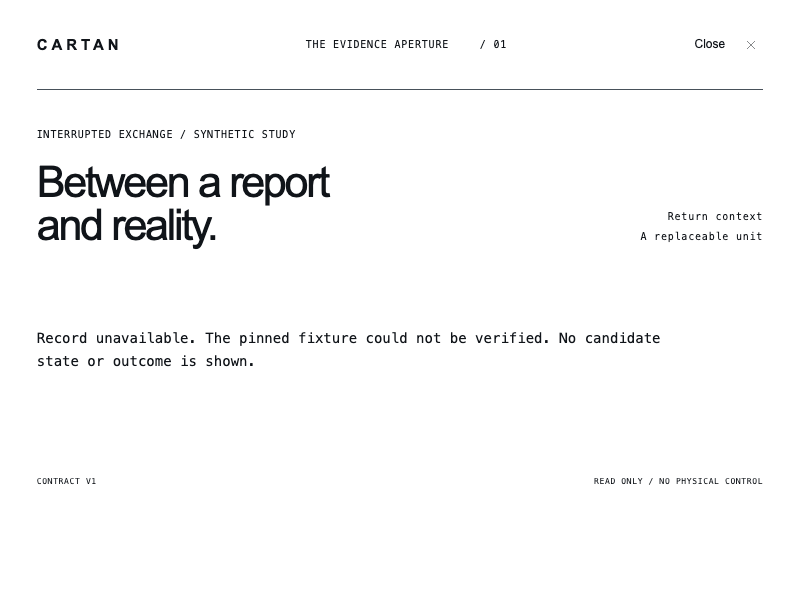 CARTAN
THE EVIDENCE APERTURE / 01
Close ×
INTERRUPTED EXCHANGE / SYNTHETIC STUDY
Between a report
and reality.
Return context
A replaceable unit
Record unavailable. The pinned fixture could not be verified. No candidate
state or outcome is shown.
CONTRACT V1
READ ONLY / NO PHYSICAL CONTROL